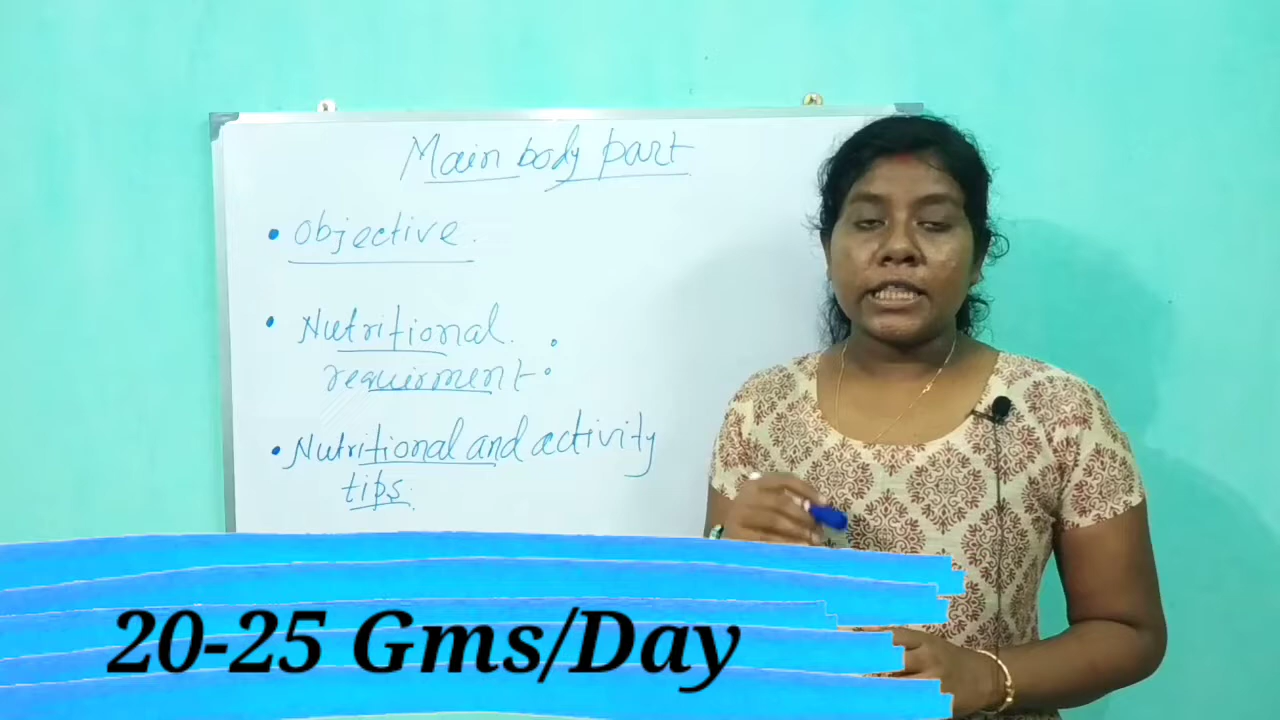 Main body part
• Objective.
• Nutritional
requirment :
• Nutritional and activity
tips.
20-25 Gms/Day